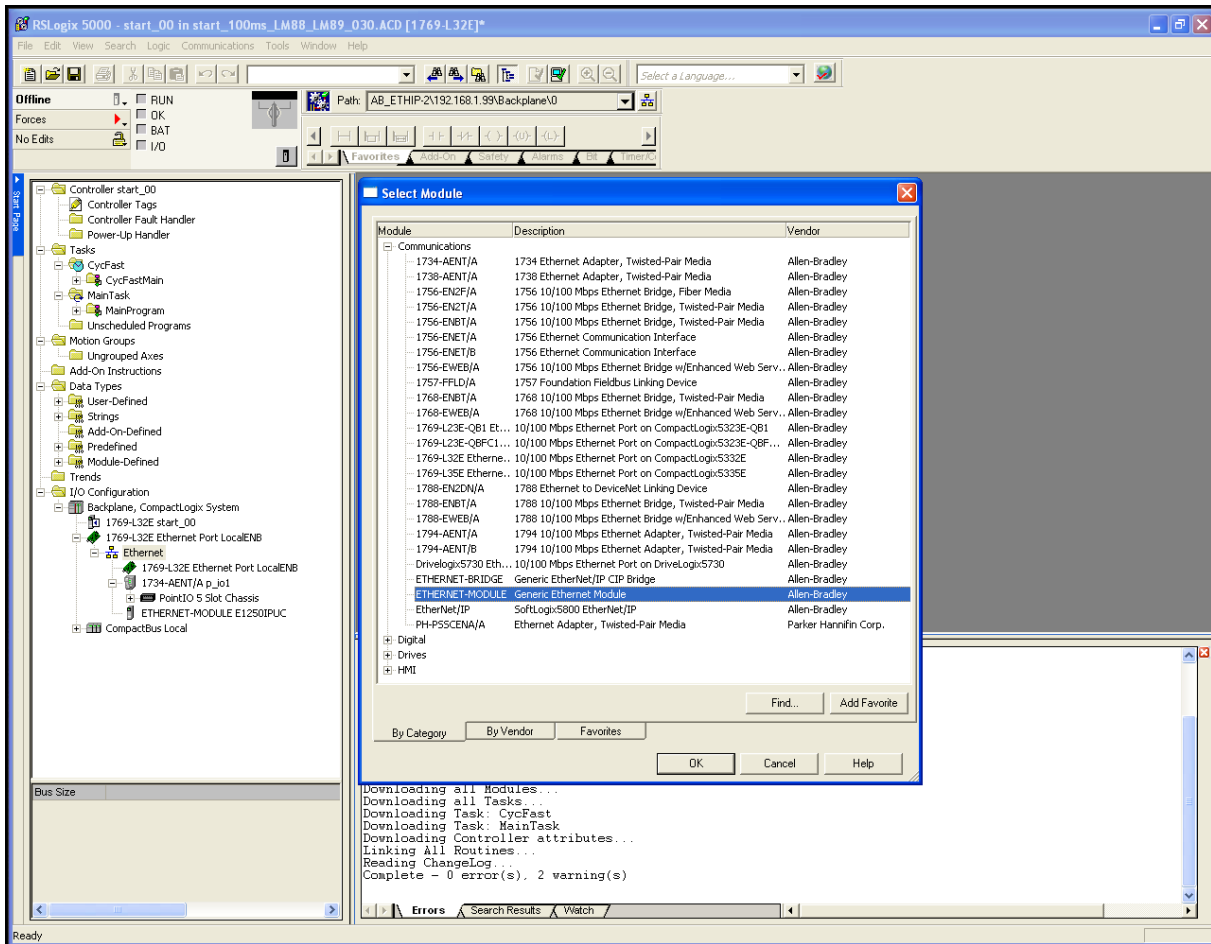 RSLogix 5000 - start_00 in start_100ms_LM88_LM89_030.ACD [1769-L32E]*
File Edit View Search Logic Communications Tools Window Help
Select a Language...
Offline
RUN
Path: AB_ETHIP-2\192.168.1.99\Backplane\0
Forces
OK
No Edits
BAT
I/O
Favorites Add-On Safety Alarms Bit Timer/C
Start Page
Controller start_00
Controller Tags
Controller Fault Handler
Power-Up Handler
Tasks
CycFast
CycFastMain
MainTask
MainProgram
Unscheduled Programs
Motion Groups
Ungrouped Axes
Add-On Instructions
Data Types
User-Defined
Strings
Add-On-Defined
Predefined
Module-Defined
Trends
I/O Configuration
Backplane, CompactLogix System
1769-L32E start_00
1769-L32E Ethernet Port LocalENB
Ethernet
1769-L32E Ethernet Port LocalENB
1734-AENT/A p_io1
PointIO 5 Slot Chassis
ETHERNET-MODULE E1250IPUC
CompactBus Local
Bus Size
Select Module
Module Description Vendor
Communications
1734-AENT/A 1734 Ethernet Adapter, Twisted-Pair Media Allen-Bradley
1738-AENT/A 1738 Ethernet Adapter, Twisted-Pair Media Allen-Bradley
1756-EN2F/A 1756 10/100 Mbps Ethernet Bridge, Fiber Media Allen-Bradley
1756-EN2T/A 1756 10/100 Mbps Ethernet Bridge, Twisted-Pair Media Allen-Bradley
1756-ENBT/A 1756 10/100 Mbps Ethernet Bridge, Twisted-Pair Media Allen-Bradley
1756-ENET/A 1756 Ethernet Communication Interface Allen-Bradley
1756-ENET/B 1756 Ethernet Communication Interface Allen-Bradley
1756-EWEB/A 1756 10/100 Mbps Ethernet Bridge w/Enhanced Web Serv... Allen-Bradley
1757-FFLD/A 1757 Foundation Fieldbus Linking Device Allen-Bradley
1768-ENBT/A 1768 10/100 Mbps Ethernet Bridge, Twisted-Pair Media Allen-Bradley
1768-EWEB/A 1768 10/100 Mbps Ethernet Bridge w/Enhanced Web Serv... Allen-Bradley
1769-L23E-QB1 Et... 10/100 Mbps Ethernet Port on CompactLogix5323E-QB1 Allen-Bradley
1769-L23E-QBFC1... 10/100 Mbps Ethernet Port on CompactLogix5323E-QBF... Allen-Bradley
1769-L32E Etherne... 10/100 Mbps Ethernet Port on CompactLogix5332E Allen-Bradley
1769-L35E Etherne... 10/100 Mbps Ethernet Port on CompactLogix5335E Allen-Bradley
1788-EN2DN/A 1788 Ethernet to DeviceNet Linking Device Allen-Bradley
1788-ENBT/A 1788 10/100 Mbps Ethernet Bridge, Twisted-Pair Media Allen-Bradley
1788-EWEB/A 1788 10/100 Mbps Ethernet Bridge w/Enhanced Web Serv... Allen-Bradley
1794-AENT/A 1794 10/100 Mbps Ethernet Adapter, Twisted-Pair Media Allen-Bradley
1794-AENT/B 1794 10/100 Mbps Ethernet Adapter, Twisted-Pair Media Allen-Bradley
Drivelogix5730 Eth... 10/100 Mbps Ethernet Port on DriveLogix5730 Allen-Bradley
ETHERNET-BRIDGE Generic EtherNet/IP CIP Bridge Allen-Bradley
ETHERNET-MODULE Generic Ethernet Module Allen-Bradley
EtherNet/IP SoftLogix5800 EtherNet/IP Allen-Bradley
PH-PSSCENA/A Ethernet Adapter, Twisted-Pair Media Parker Hannifin Corp.
Digital
Drives
HMI
Find... Add Favorite
By Category By Vendor Favorites
OK Cancel Help
Downloading all Modules...
Downloading all Tasks...
Downloading Task: CycFast
Downloading Task: MainTask
Downloading Controller attributes...
Linking All Routines...
Reading ChangeLog...
Complete - 0 error(s), 2 warning(s)
Errors Search Results Watch
Ready